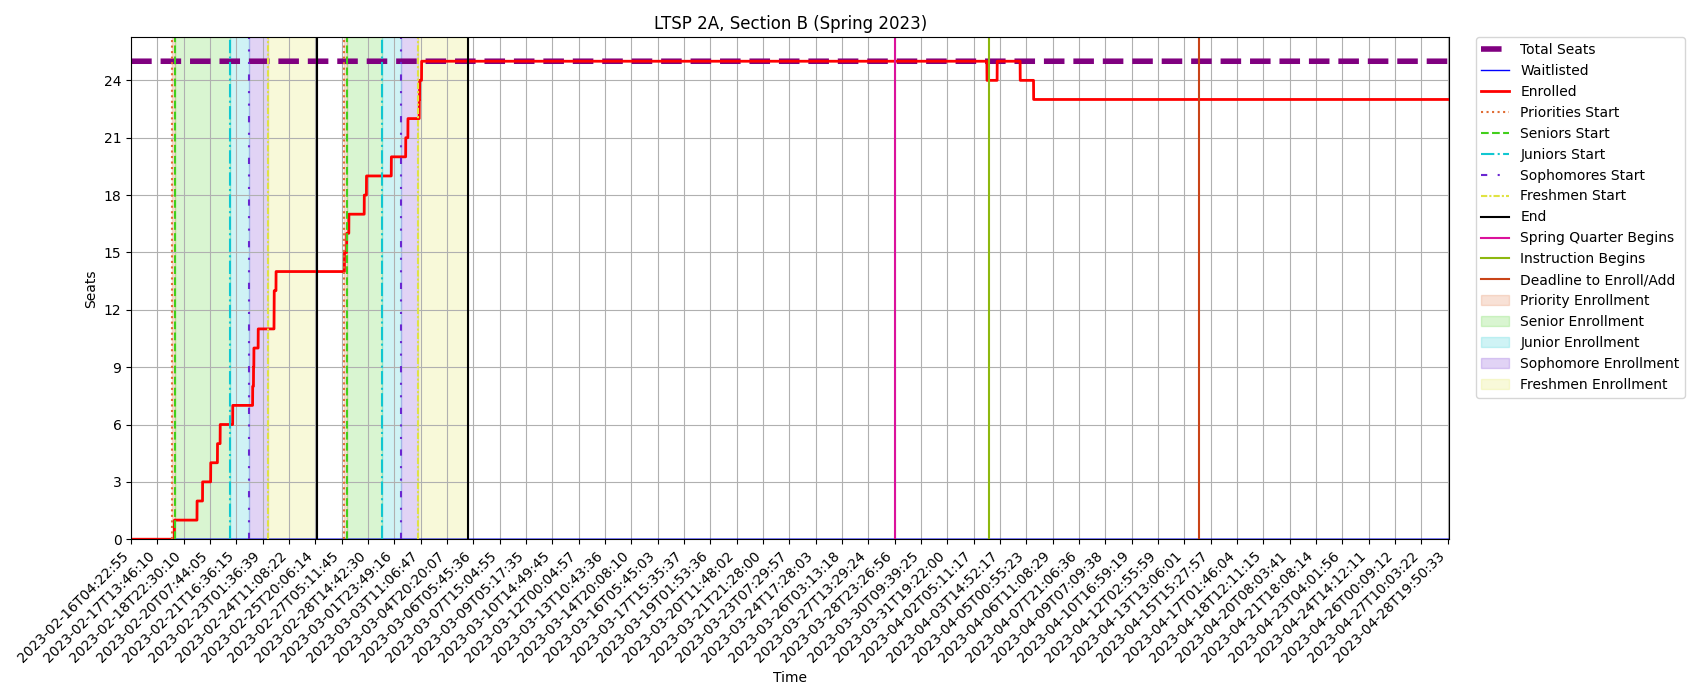 LTSP 2A, Section B (Spring 2023)
Seats
24
21
18
15
12
9
6
3
0
2023-02-16T04:22:55
2023-02-17T13:46:10
2023-02-18T22:30:10
2023-02-20T07:44:05
2023-02-21T16:36:15
2023-02-23T01:36:39
2023-02-24T11:08:22
2023-02-25T20:06:14
2023-02-27T05:11:45
2023-02-28T14:42:30
2023-03-01T23:49:16
2023-03-03T11:06:47
2023-03-04T20:20:07
2023-03-06T05:45:36
2023-03-07T15:04:55
2023-03-09T05:17:35
2023-03-10T14:49:45
2023-03-12T00:04:57
2023-03-13T10:43:36
2023-03-14T20:08:10
2023-03-16T05:45:03
2023-03-17T15:35:37
2023-03-19T01:53:36
2023-03-20T11:48:02
2023-03-21T21:28:00
2023-03-23T07:29:57
2023-03-24T17:28:03
2023-03-26T03:13:18
2023-03-27T13:29:24
2023-03-28T23:26:56
2023-03-30T09:39:25
2023-03-31T19:22:00
2023-04-02T05:11:17
2023-04-03T14:52:17
2023-04-05T00:55:23
2023-04-06T11:08:29
2023-04-07T21:06:36
2023-04-09T07:09:38
2023-04-10T16:59:19
2023-04-12T02:55:59
2023-04-13T13:06:01
2023-04-15T15:27:57
2023-04-17T01:46:04
2023-04-18T12:11:15
2023-04-20T08:03:41
2023-04-21T18:08:14
2023-04-23T04:01:56
2023-04-24T14:12:11
2023-04-26T00:09:12
2023-04-27T10:03:22
2023-04-28T19:50:33
Time
Total Seats
Waitlisted
Enrolled
Priorities Start
Seniors Start
Juniors Start
Sophomores Start
Freshmen Start
End
Spring Quarter Begins
Instruction Begins
Deadline to Enroll/Add
Priority Enrollment
Senior Enrollment
Junior Enrollment
Sophomore Enrollment
Freshmen Enrollment